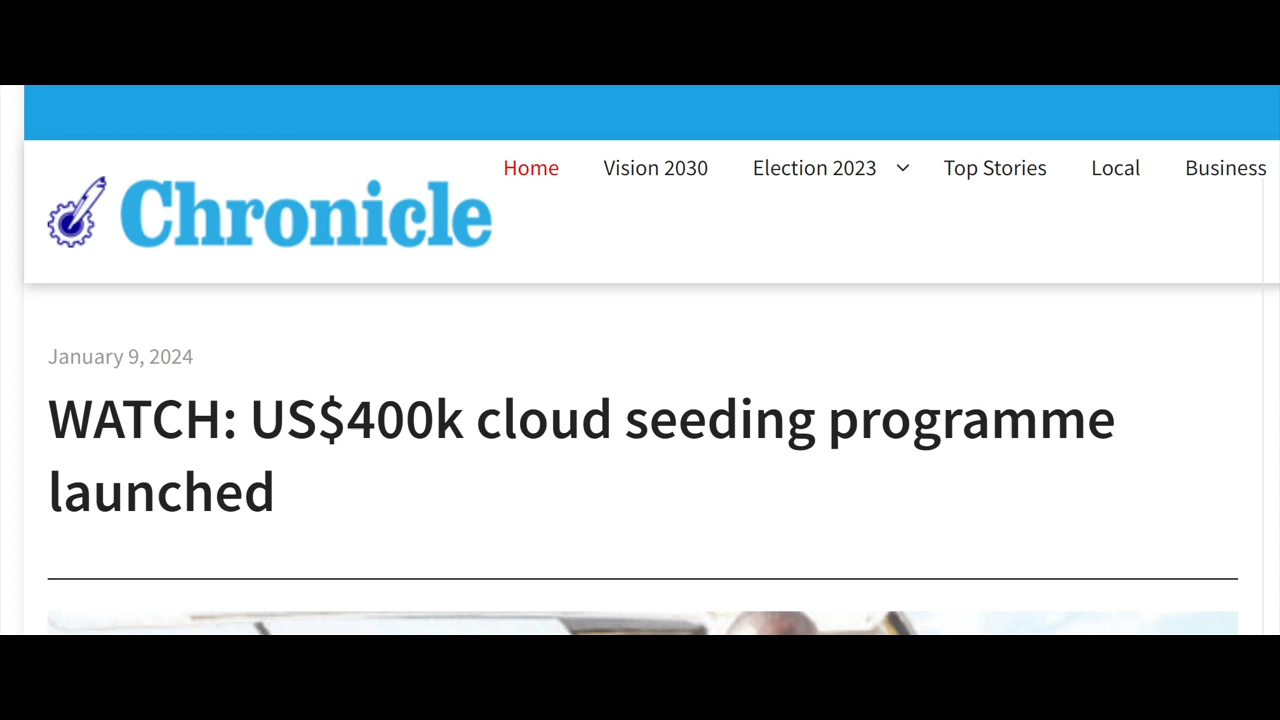 Home Vision 2030 Election 2023 Top Stories Local Business
Chronicle
January 9, 2024
WATCH: US$400k cloud seeding programme
launched